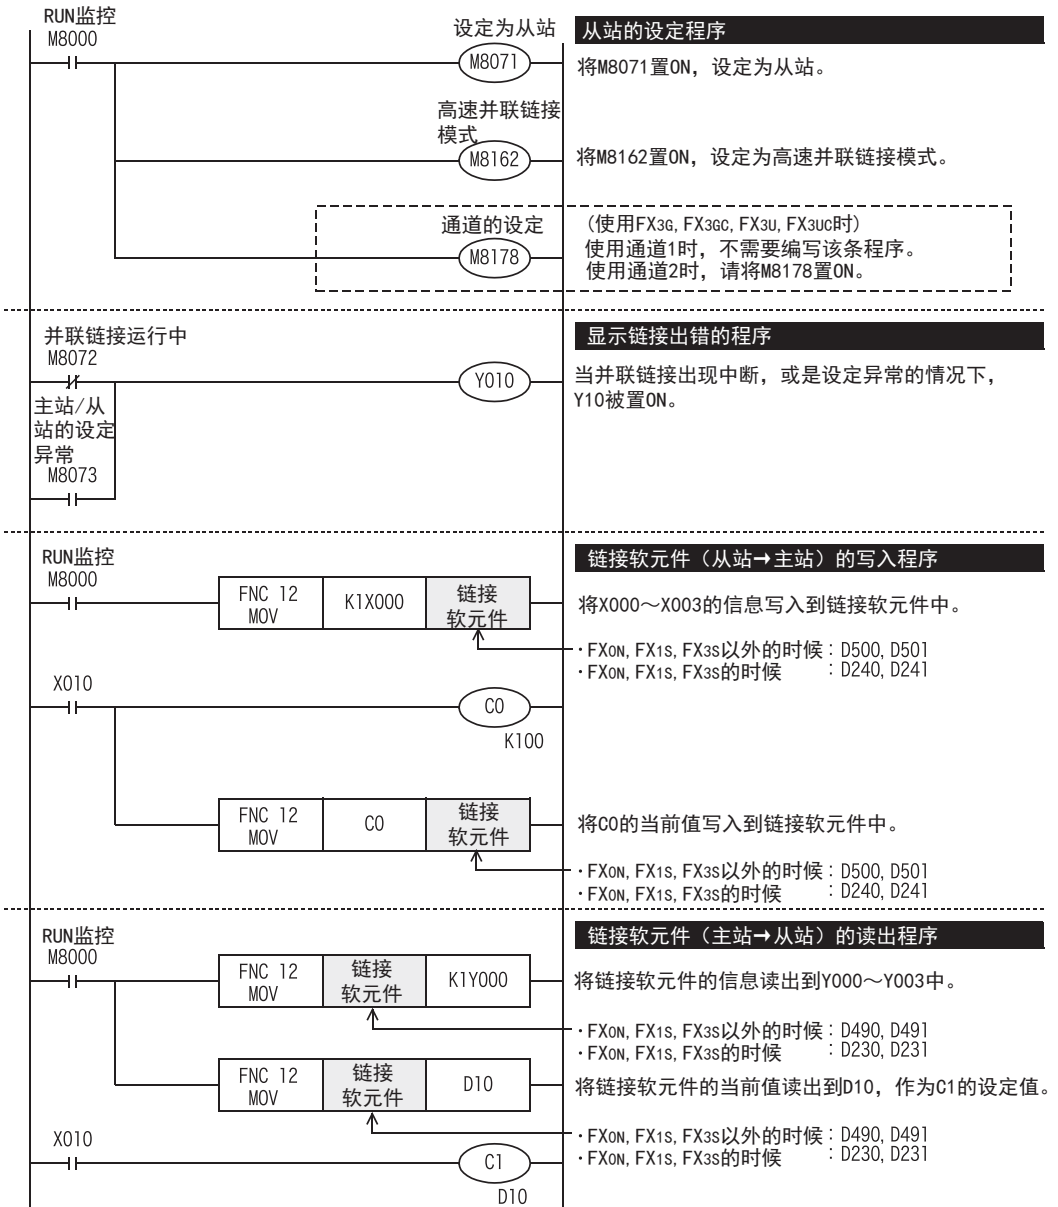 RUN监控
M8000
设定为从站
M8071
从站的设定程序
将M8071置ON，设定为从站。
高速并联链接
模式
M8162
将M8162置ON，设定为高速并联链接模式。
通道的设定
M8178
(使用FX3G, FX3GC, FX3U, FX3UC时)
使用通道1时，不需要编写该条程序。
使用通道2时，请将M8178置ON。
并联链接运行中
M8072
Y010
主站/从
站的设定
异常
M8073
显示链接出错的程序
当并联链接出现中断，或是设定异常的情况下，
Y10被置ON。
RUN监控
M8000
FNC 12
MOV
K1X000
链接
软元件
链接软元件（从站→主站）的写入程序
将X000～X003的信息写入到链接软元件中。
·FX0N, FX1S, FX3S以外的时候：D500, D501
·FX0N, FX1S, FX3S的时候：D240, D241
X010
C0
K100
FNC 12
MOV
C0
链接
软元件
将C0的当前值写入到链接软元件中。
·FX0N, FX1S, FX3S以外的时候：D500, D501
·FX0N, FX1S, FX3S的时候：D240, D241
RUN监控
M8000
FNC 12
MOV
链接
软元件
K1Y000
链接软元件（主站→从站）的读出程序
将链接软元件的信息读出到Y000～Y003中。
·FX0N, FX1S, FX3S以外的时候：D490, D491
·FX0N, FX1S, FX3S的时候：D230, D231
FNC 12
MOV
链接
软元件
D10
将链接软元件的当前值读出到D10，作为C1的设定值。
·FX0N, FX1S, FX3S以外的时候：D490, D491
·FX0N, FX1S, FX3S的时候：D230, D231
X010
C1
D10